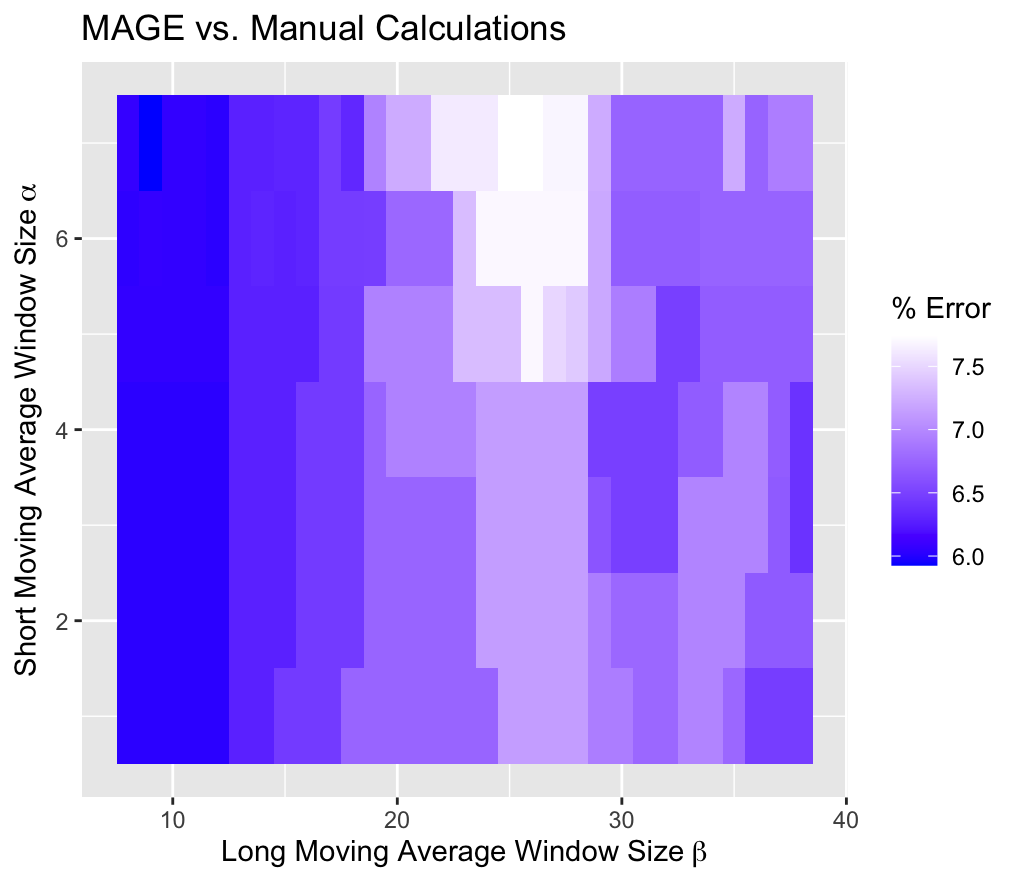 MAGE vs. Manual Calculations
Short Moving Average Window Size α
6
4
2
10
20
30
40
Long Moving Average Window Size β
% Error
7.5
7.0
6.5
6.0